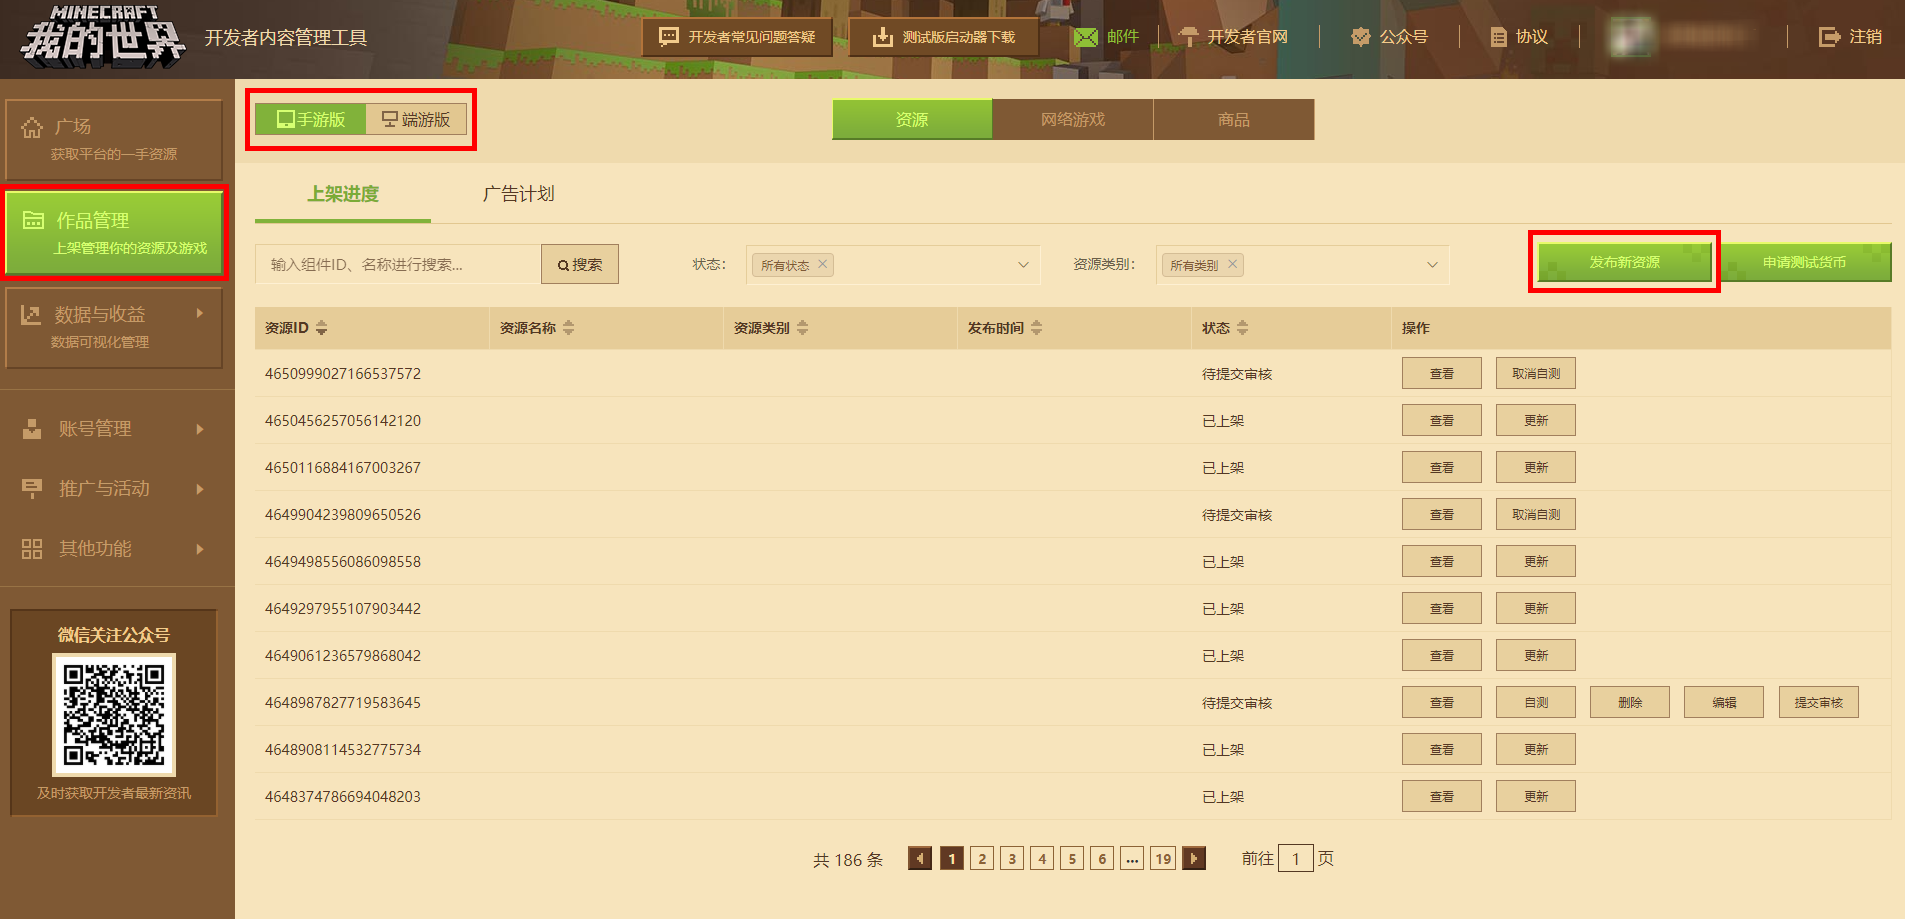 MINECRAFT
我的世界
开发者内容管理工具
开发者常见问题答疑
测试版启动器下载
邮件
开发者官网
公众号
协议
注销
广场
获取平台的一手资源
作品管理
上架管理你的资源及游戏
数据与收益
数据可视化管理
账号管理
推广与活动
其他功能
微信关注公众号
及时获取开发者最新资讯
手游版 端游版
资源 网络游戏 商品
上架进度 广告计划
输入组件ID、名称进行搜索... 搜索 状态: 所有状态 资源类别: 所有类别 发布新资源 申请测试货币
资源ID 资源名称 资源类别 发布时间 状态 操作
4650999027166537572 待提交审核 查看 取消自测
4650456257056142120 已上架 查看 更新
4650116884167003267 已上架 查看 更新
4649904239809650526 待提交审核 查看 取消自测
4649498556086098558 已上架 查看 更新
4649297955107903442 已上架 查看 更新
4649061236579868042 已上架 查看 更新
4648987827719583645 待提交审核 查看 自测 删除 编辑 提交审核
4648908114532775734 已上架 查看 更新
4648374786694048203 已上架 查看 更新
共 186 条 1 2 3 4 5 6 ... 19 前往 1 页